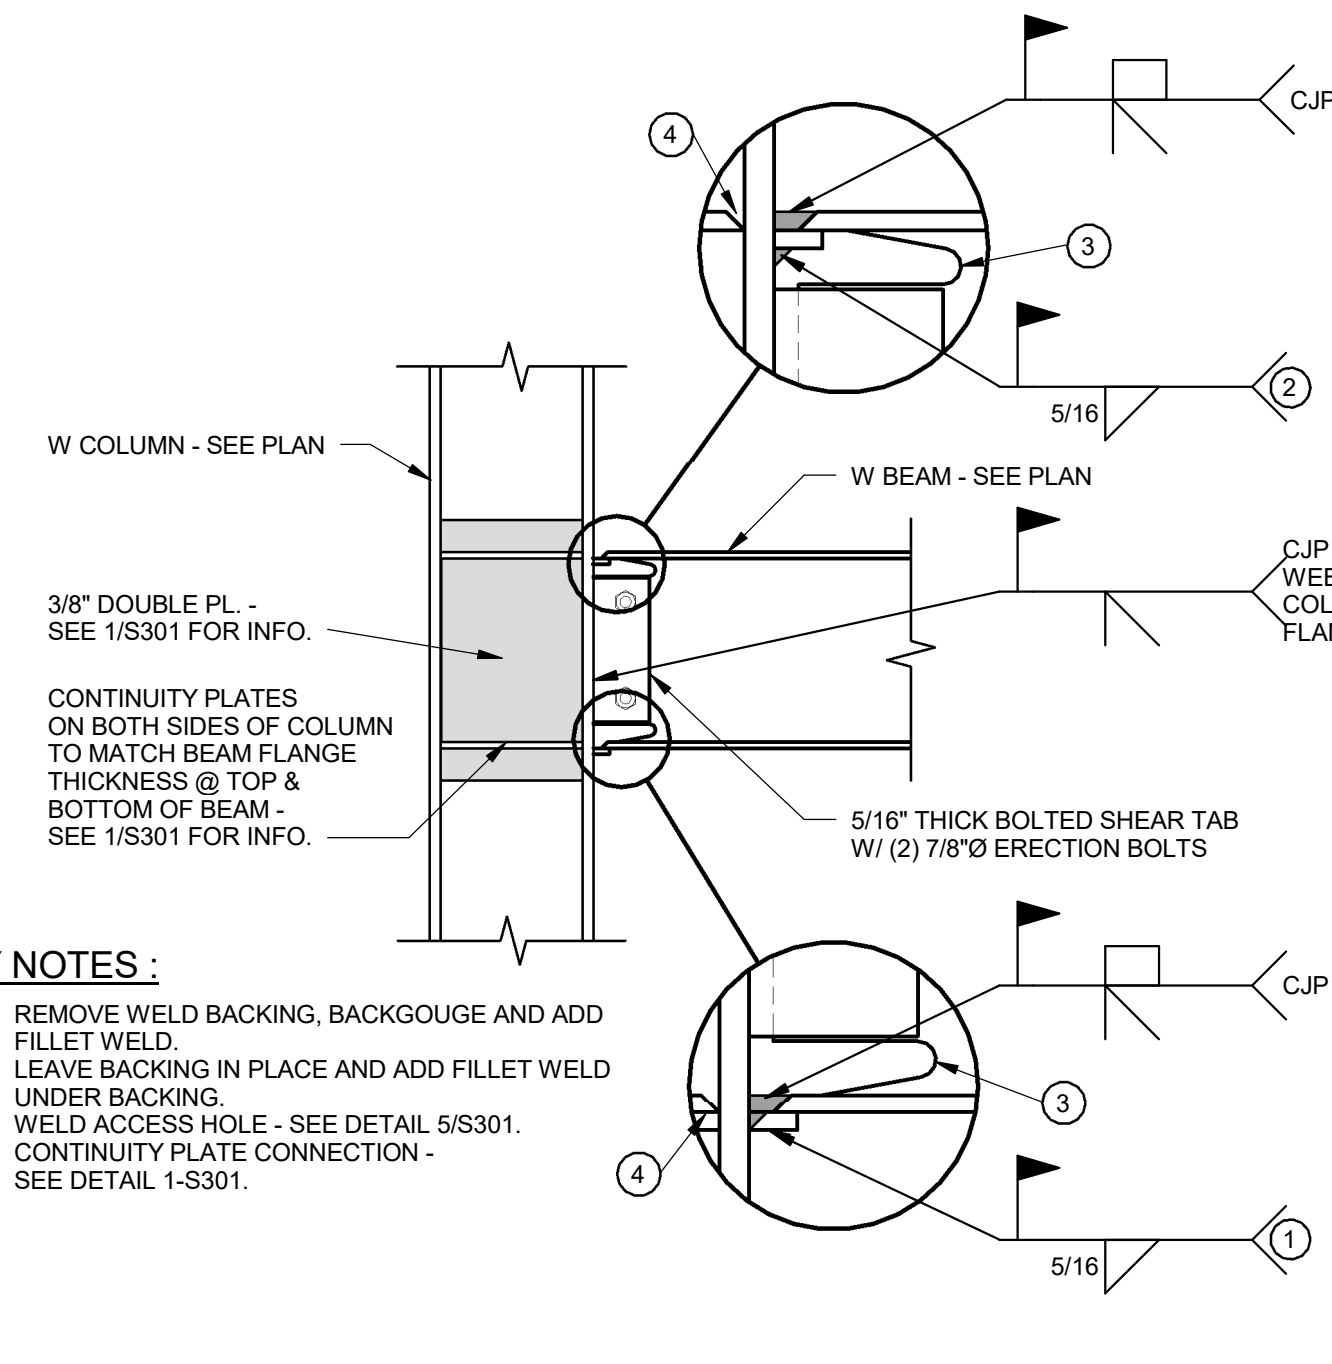 CJP
4
3
2
5/16
W COLUMN - SEE PLAN
W BEAM - SEE PLAN
CJP
WEB
COL
FLAN
3/8" DOUBLE PL. -
SEE 1/S301 FOR INFO.
CONTINUITY PLATES
ON BOTH SIDES OF COLUMN
TO MATCH BEAM FLANGE
THICKNESS @ TOP &
BOTTOM OF BEAM -
SEE 1/S301 FOR INFO.
5/16" THICK BOLTED SHEAR TAB
W/ (2) 7/8"Ø ERECTION BOLTS
NOTES :
REMOVE WELD BACKING, BACKGOUGE AND ADD
FILLET WELD.
LEAVE BACKING IN PLACE AND ADD FILLET WELD
UNDER BACKING.
WELD ACCESS HOLE - SEE DETAIL 5/S301.
CONTINUITY PLATE CONNECTION -
SEE DETAIL 1-S301.
CJP
3
4
1
5/16